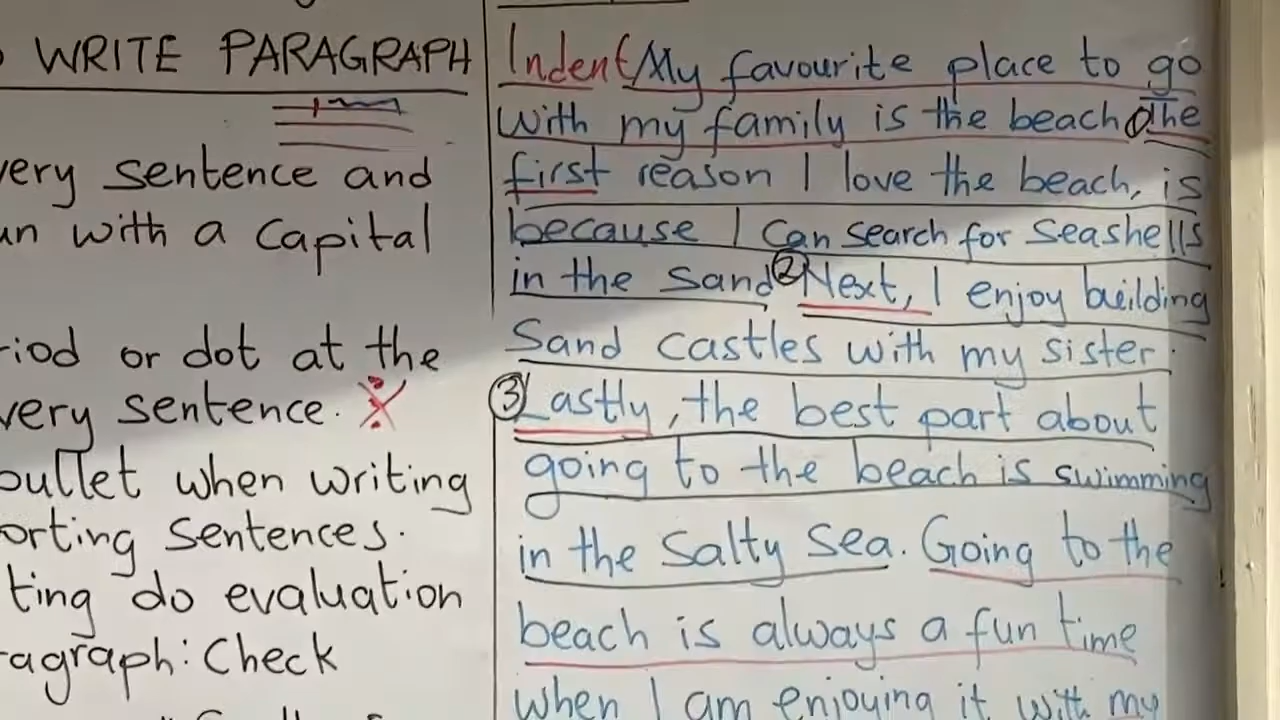 WRITE PARAGRAPH
very sentence and
with a capital
riod or dot at the
very sentence.
bullet when writing
orting sentences.
ting do evaluation
ragraph: Check
Indent My favourite place to go
with my family is the beach ① The
first reason I love the beach, is
because I can search for seashells
in the sand ② Next, I enjoy building
Sand castles with my sister.
③ Lastly, the best part about
going to the beach is swimming
in the salty sea. Going to the
beach is always a fun time
when I am enjoying it with my